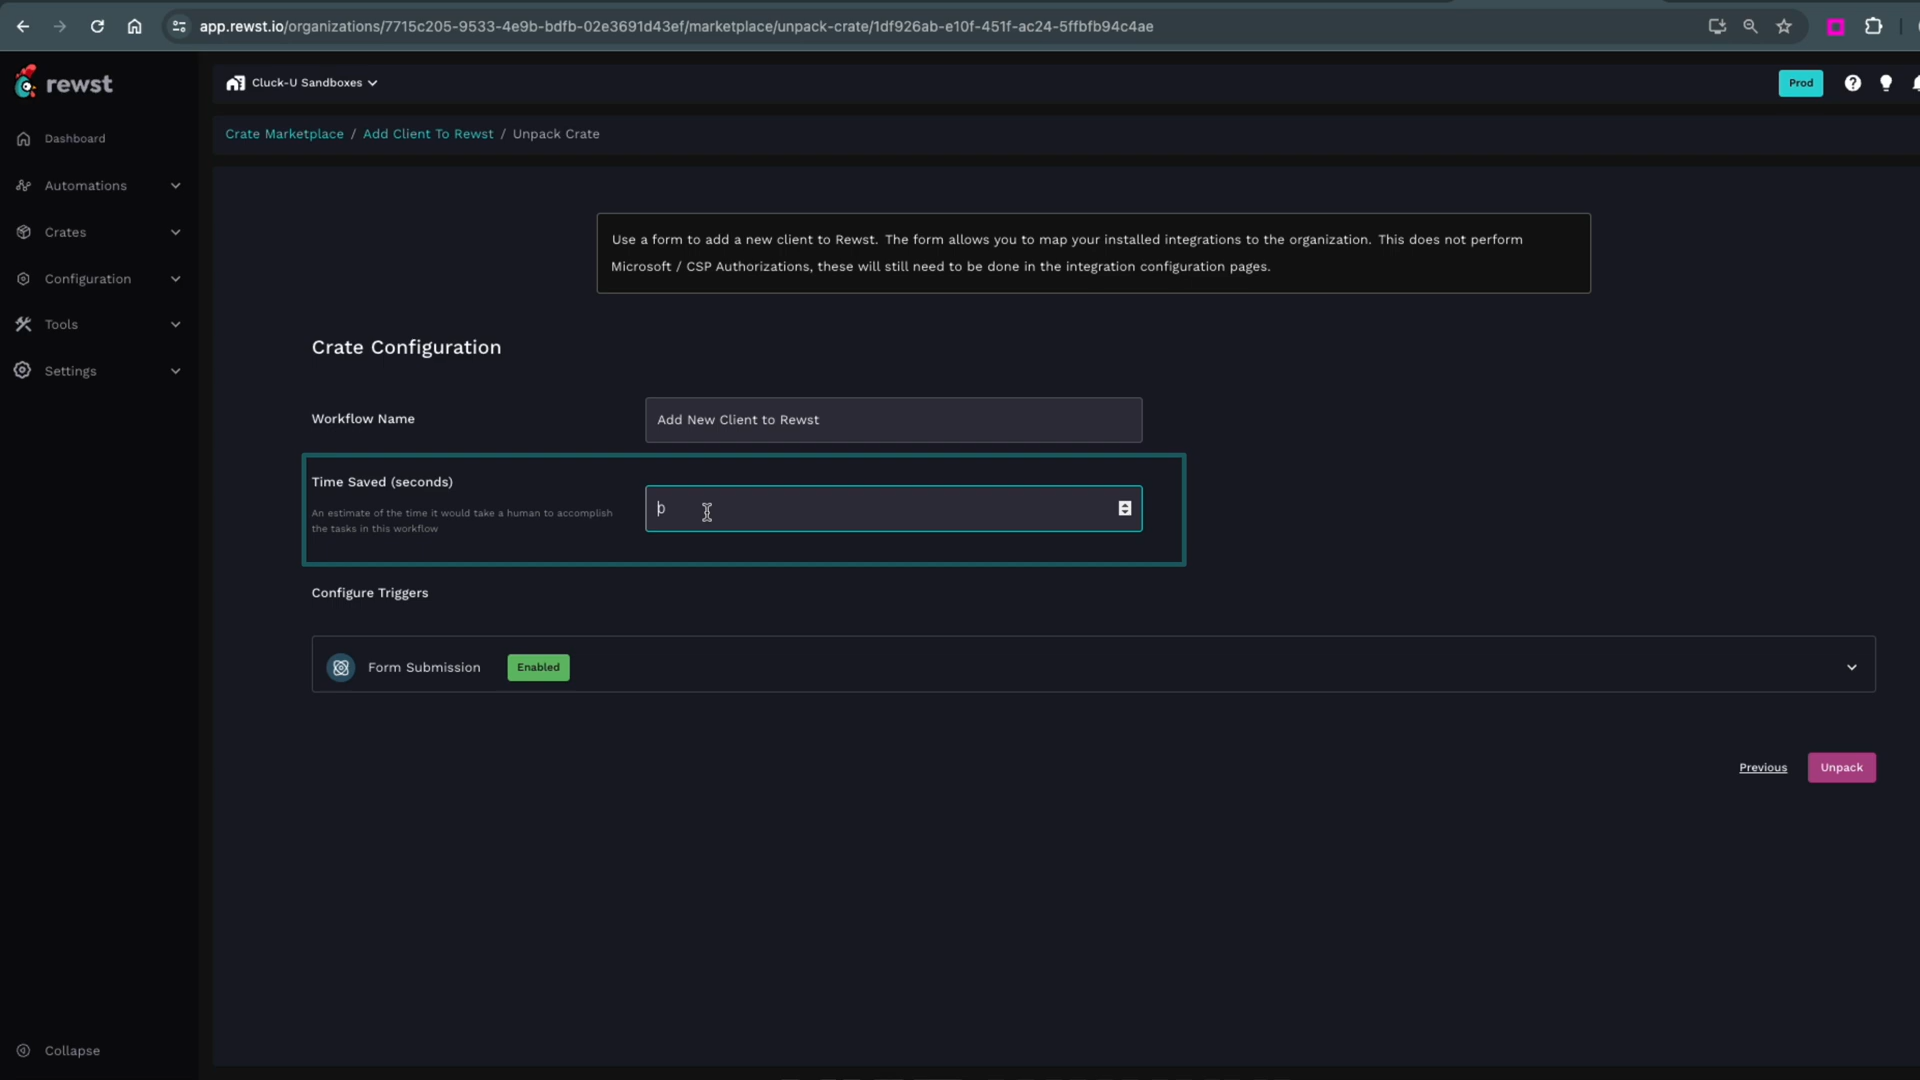 app.rewst.io/organizations/7715c205-9533-4e9b-bdfb-02e3691d43ef/marketplace/unpack-crate/1df926ab-e10f-451f-ac24-5ffbfb94c4ae
rewst
Cluck-U Sandboxes
Prod
Crate Marketplace / Add Client To Rewst / Unpack Crate
Dashboard
Automations
Crates
Configuration
Tools
Settings
Use a form to add a new client to Rewst. The form allows you to map your installed integrations to the organization. This does not perform
Microsoft / CSP Authorizations, these will still need to be done in the integration configuration pages.
Crate Configuration
Workflow Name
Add New Client to Rewst
Time Saved (seconds)
An estimate of the time it would take a human to accomplish
the tasks in this workflow
0
Configure Triggers
Form Submission
Enabled
Previous
Unpack
Collapse